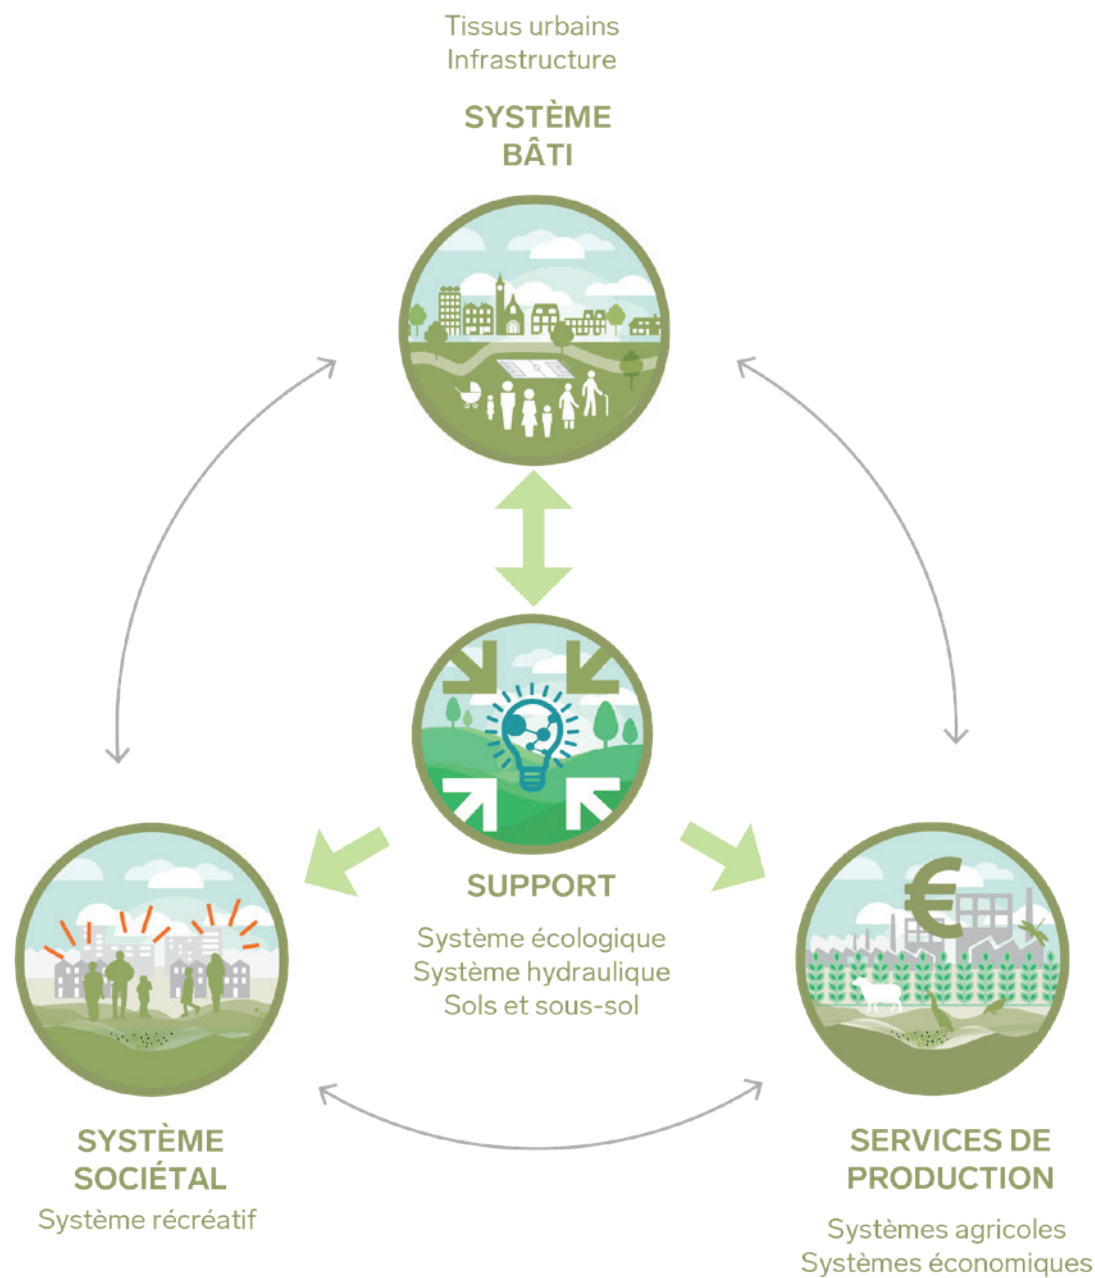 Tissus urbains
Infrastructure
SYSTÈME
BÂTI
SUPPORT
Système écologique
Système hydraulique
Sols et sous-sol
SYSTÈME
SOCIÉTAL
Système récréatif
€
SERVICES DE
PRODUCTION
Systèmes agricoles
Systèmes économiques